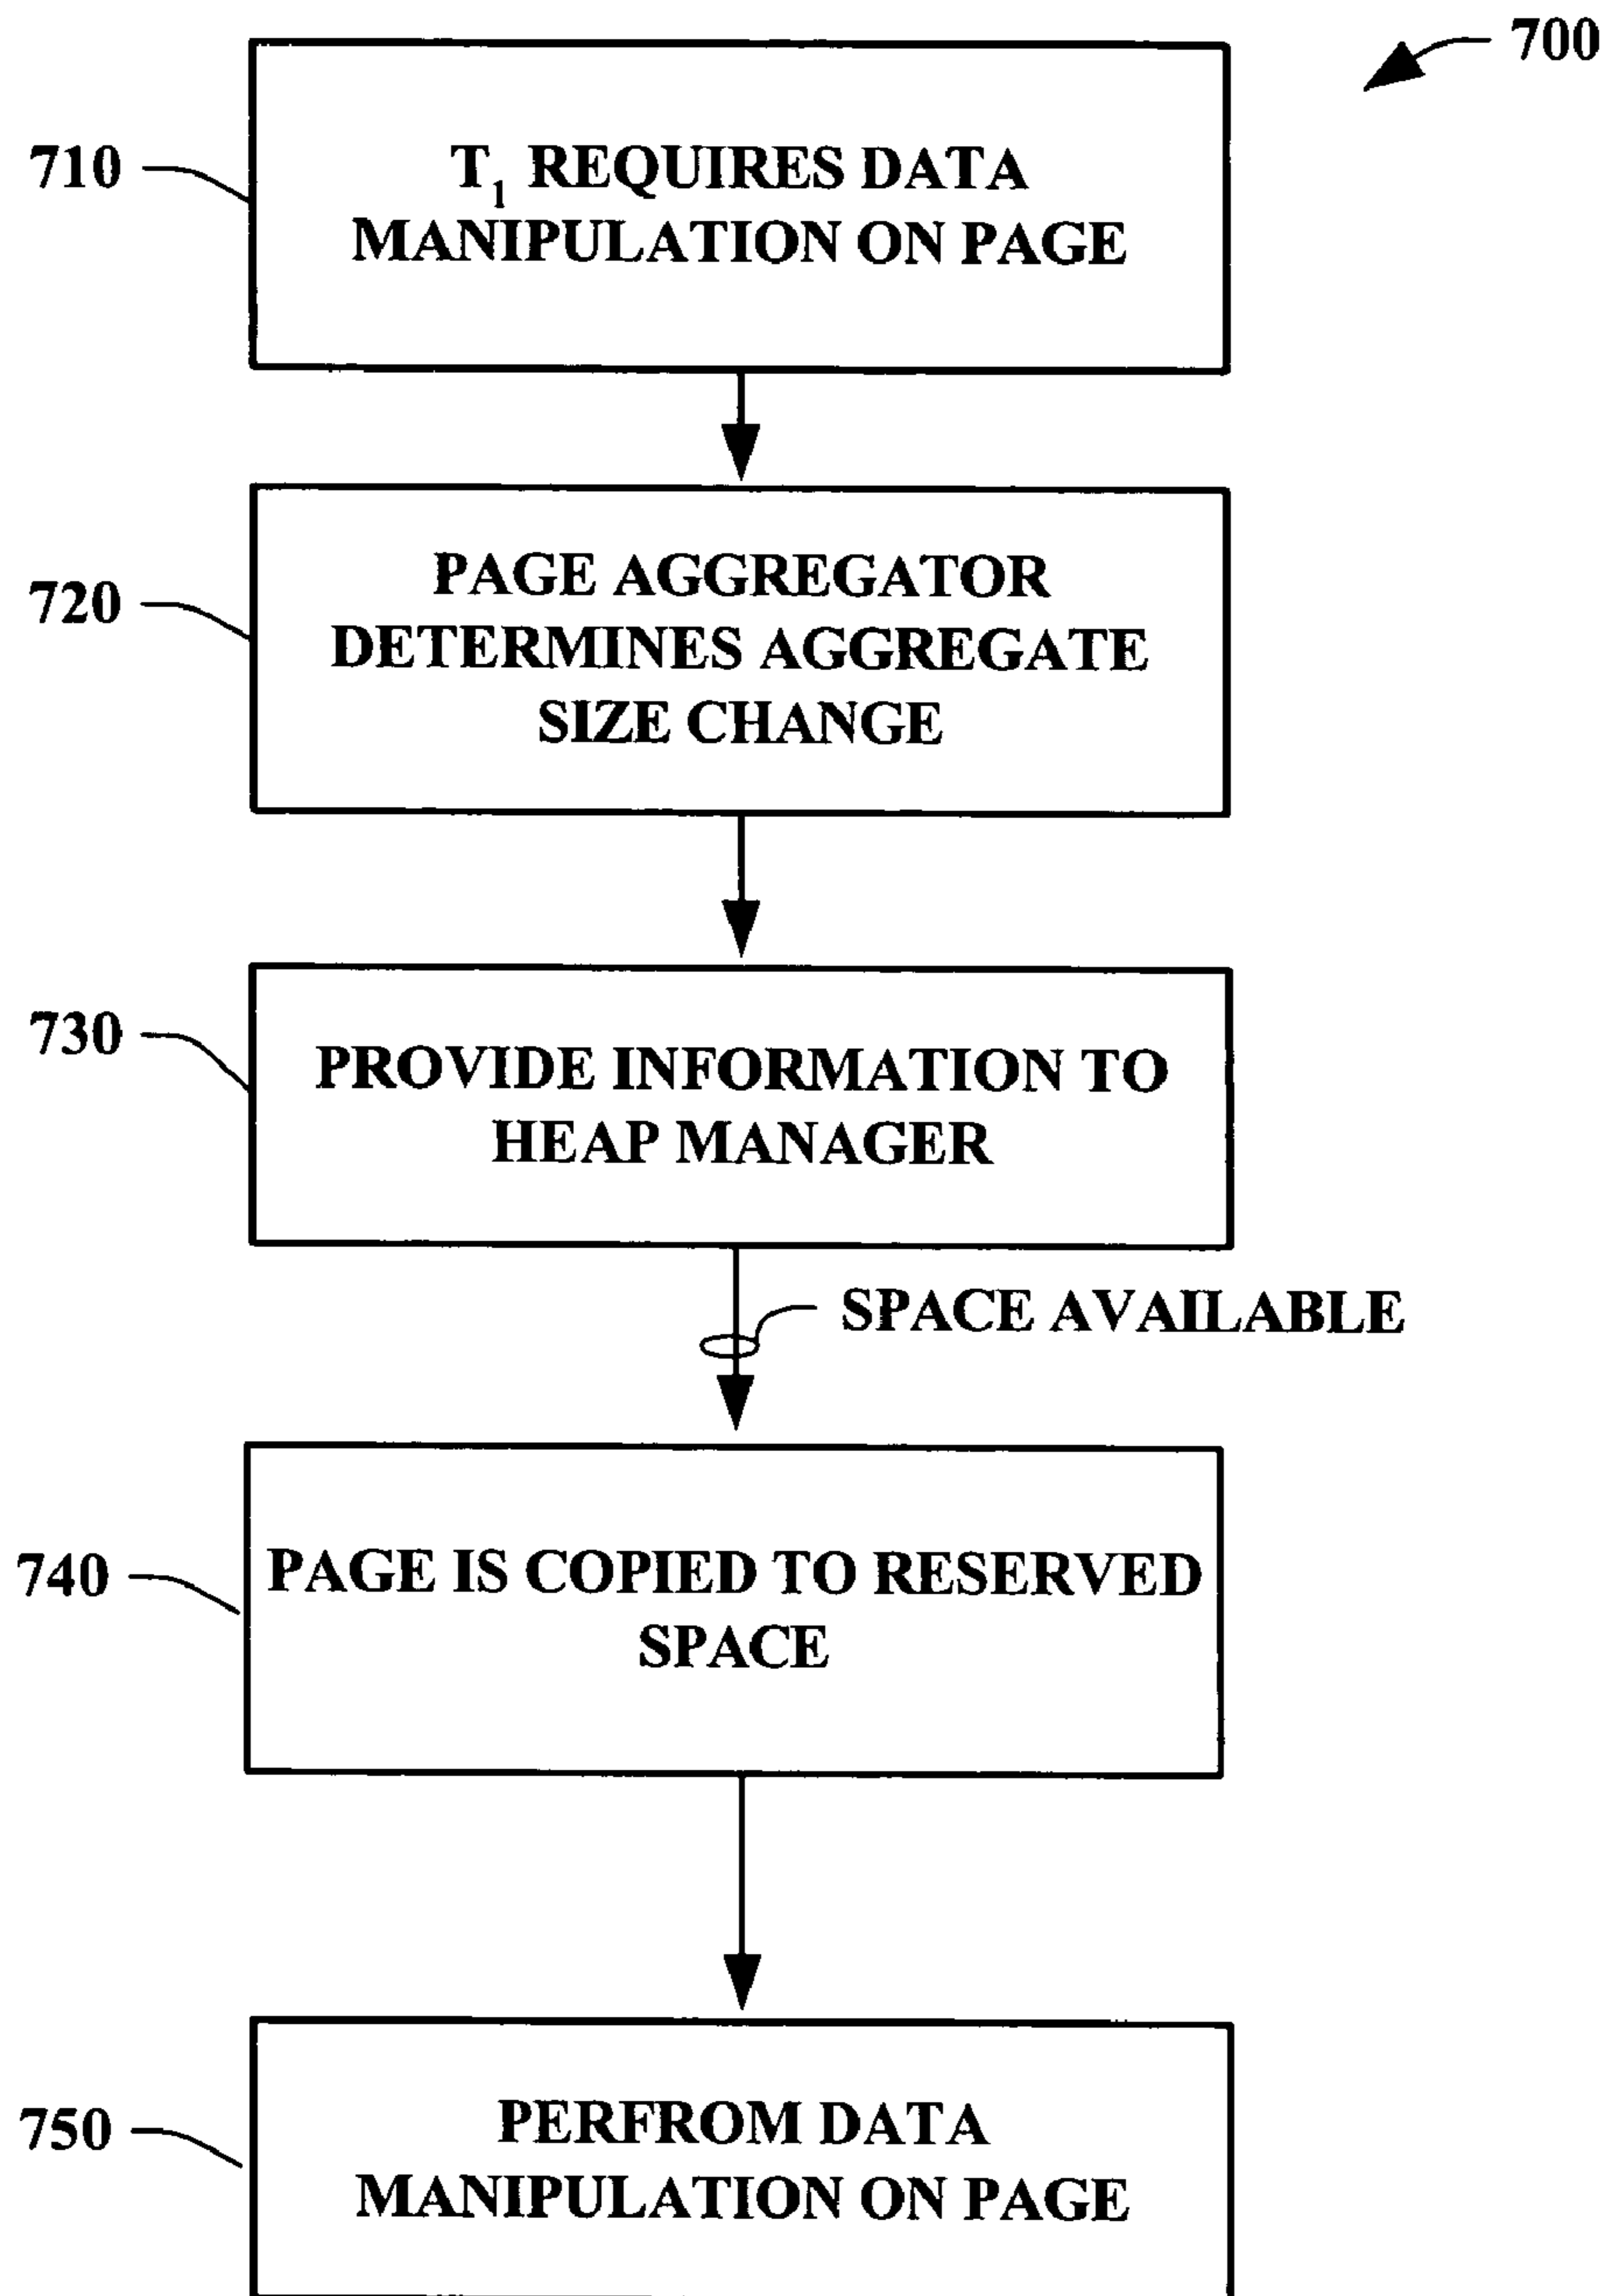 700
710
T1 REQUIRES DATA
MANIPULATION ON PAGE
720
PAGE AGGREGATOR
DETERMINES AGGREGATE
SIZE CHANGE
730
PROVIDE INFORMATION TO
HEAP MANAGER
SPACE AVAILABLE
740
PAGE IS COPIED TO RESERVED
SPACE
750
PERFROM DATA
MANIPULATION ON PAGE